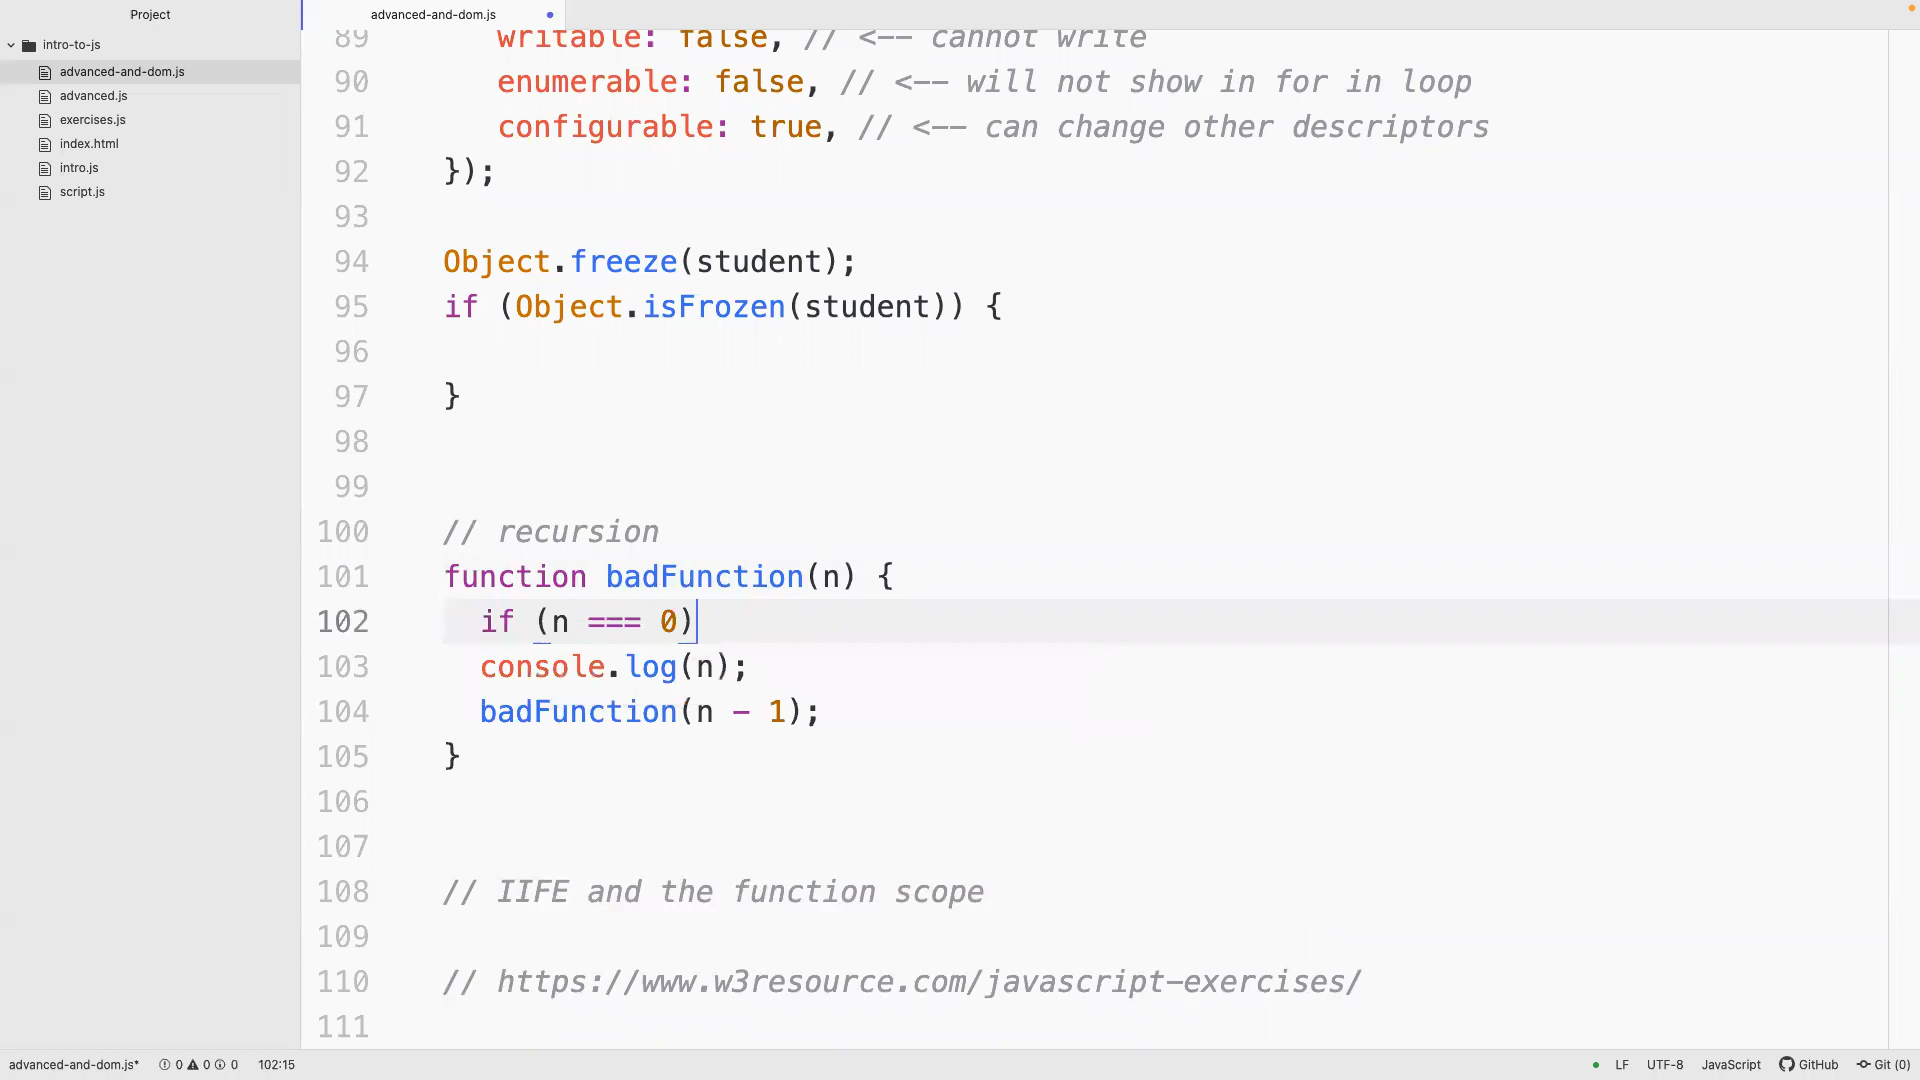 Project
advanced-and-dom.js
intro-to-js
advanced-and-dom.js
advanced.js
exercises.js
index.html
intro.js
script.js
89 writable: false, // <-- cannot write
90 enumerable: false, // <-- will not show in for in loop
91 configurable: true, // <-- can change other descriptors
92 });
93
94 Object.freeze(student);
95 if (Object.isFrozen(student)) {
96
97 }
98
99
100 // recursion
101 function badFunction(n) {
102 if (n === 0)
103 console.log(n);
104 badFunction(n - 1);
105 }
106
107
108 // IIFE and the function scope
109
110 // https://www.w3resource.com/javascript-exercises/
111
advanced-and-dom.js* 0 0 0 102:15 LF UTF-8 JavaScript GitHub Git (0)